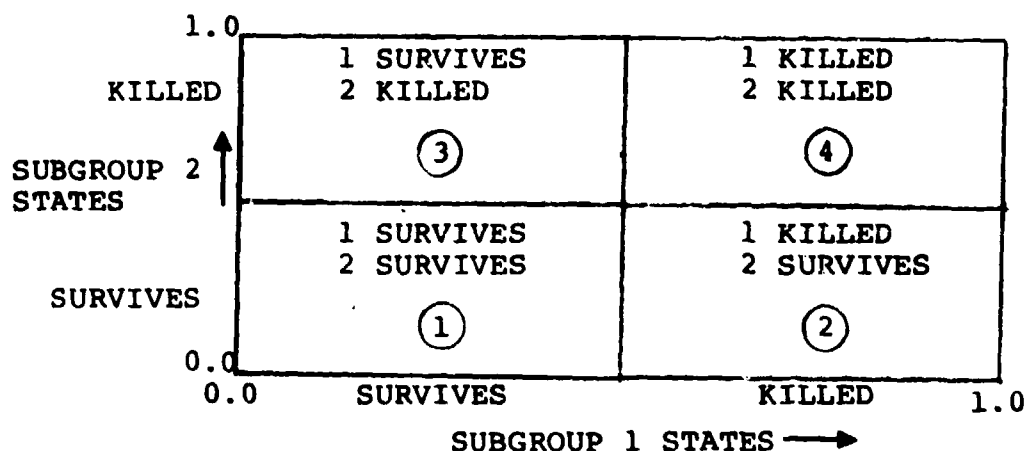 1.0
1 SURVIVES 1 KILLED
KILLED 2 KILLED 2 KILLED
3 4
SUBGROUP 2
STATES
1 SURVIVES 1 KILLED
2 SURVIVES 2 SURVIVES
SURVIVES
1 2
0.0
0.0 SURVIVES KILLED 1.0
SUBGROUP 1 STATES